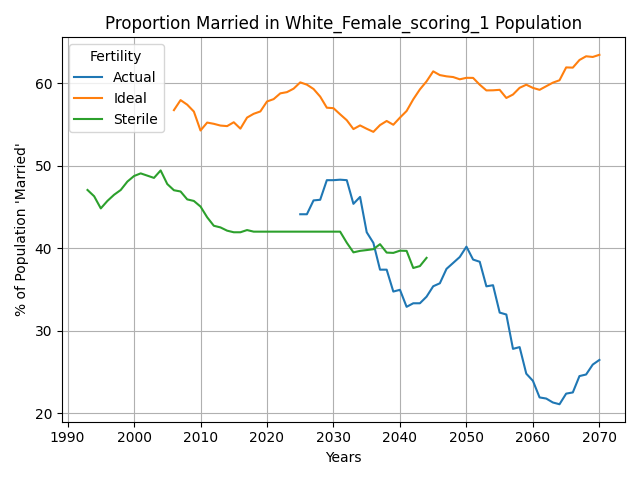 Proportion Married in White_Female_scoring_1 Population
% of Population 'Married'
Fertility
Actual
Ideal
Sterile
60
50
40
30
20
1990 2000 2010 2020 2030 2040 2050 2060 2070
Years